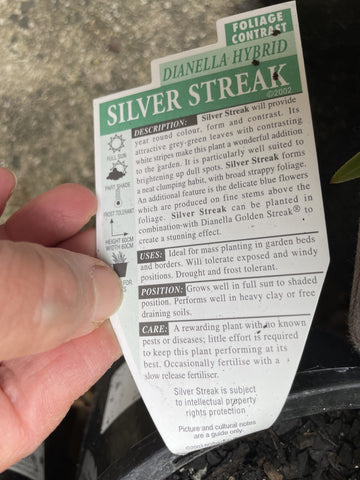 FOLIAGE
CONTRAST
DIANELLA HYBRID
SILVER STREAK
©2002
DESCRIPTION: Silver Streak will provide
year round colour, form and contrast. Its
attractive grey-green leaves with contrasting
white stripes make this plant a wonderful addition
to the garden. It is particularly well suited to
brightening up dull spots. Silver Streak forms
a neat clumping habit, with broad strappy foliage.
An additional feature is the delicate blue flowers
which are produced on fine stems above the
foliage. Silver Streak can be planted in
combination with Dianella Golden Streak® to
create a stunning effect.
FULL SUN
PART SHADE
FROST TOLERANT
HEIGHT 60CM
WIDTH 60CM
FOR
USES: Ideal for mass planting in garden beds
and borders. Wili tolerate exposed and windy
positions. Drought and frost tolerant.
POSITION: Grows well in full sun to shaded
position. Performs well in heavy clay or free
draining soils.
CARE: A rewarding plant with no known
pests or diseases; little effort is required
to keep this plant performing at its
best. Occasionally fertilise with a
slow release fertiliser.
Silver Streak is subject
to intellectual property
rights protection
Picture and cultural notes
are a guide only.